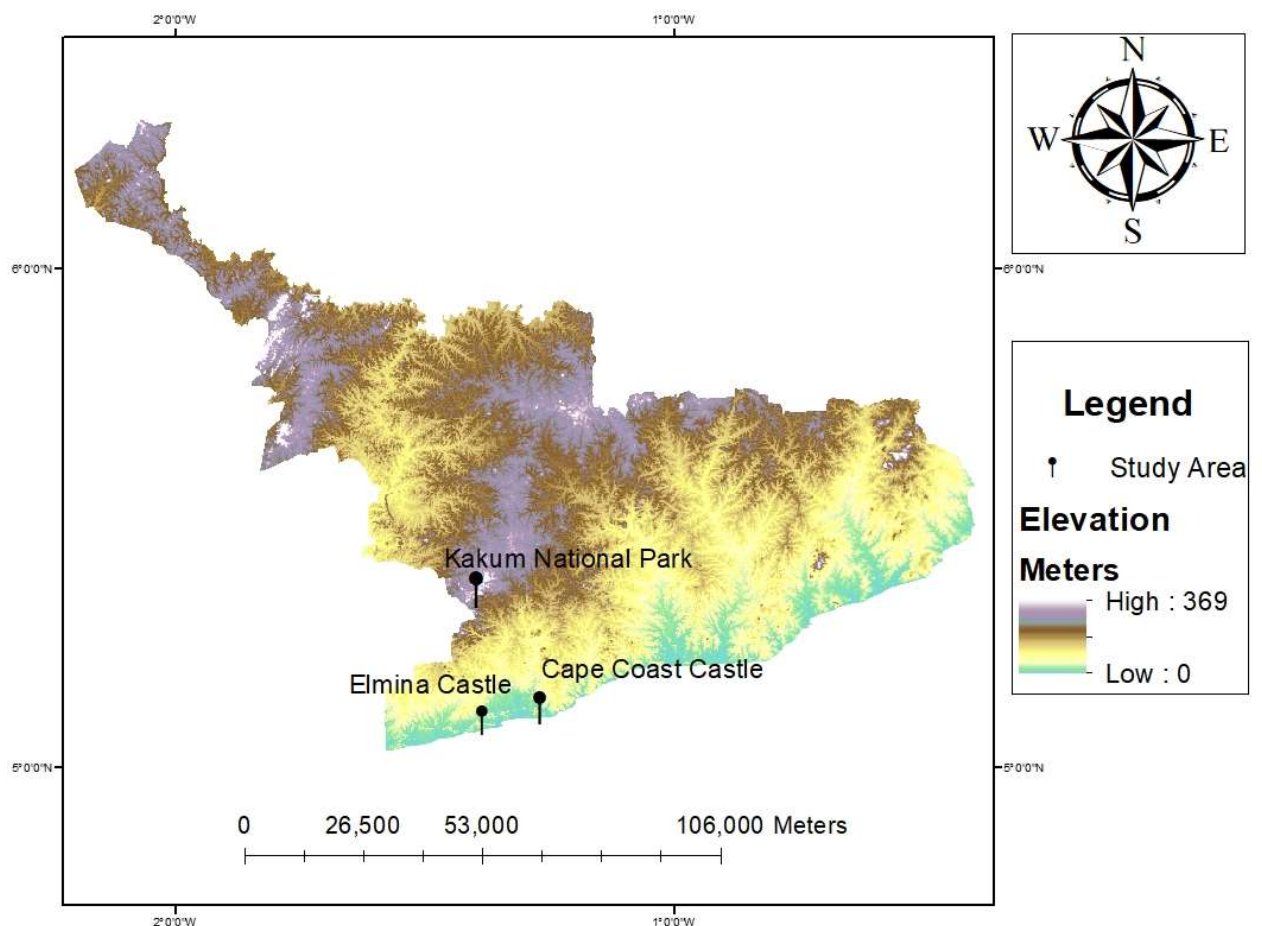 2°0'0"W 1°0'0"W
N
W E
S
6°0'0"N 6°0'0"N
Legend
Study Area
Elevation
Meters
High : 369
Low : 0
Kakum National Park
Cape Coast Castle
Elmina Castle
5°0'0"N 5°0'0"N
0 26,500 53,000 106,000 Meters
2°0'0"W 1°0'0"W